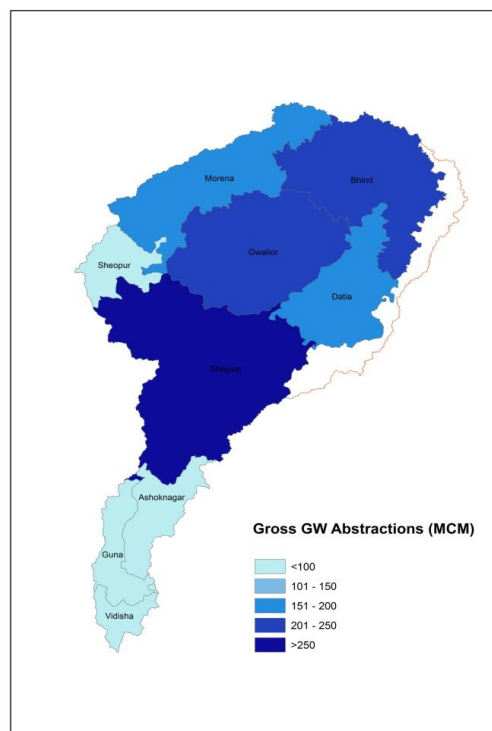 Morena
Bhind
Gwalior
Sheopur
Datia
Shivpuri
Ashoknagar
Guna
Vidisha
Gross GW Abstractions (MCM)
<100
101 - 150
151 - 200
201 - 250
>250